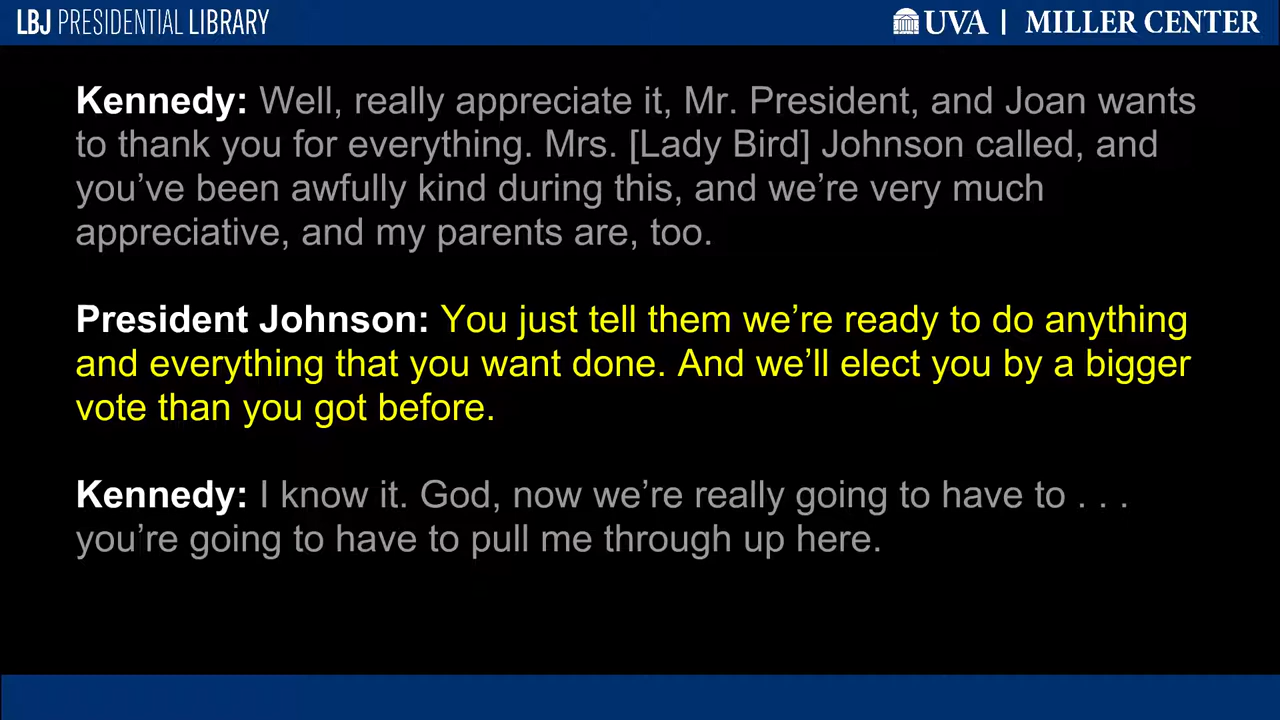 LBJ PRESIDENTIAL LIBRARY
UVA | MILLER CENTER
Kennedy: Well, really appreciate it, Mr. President, and Joan wants
to thank you for everything. Mrs. [Lady Bird] Johnson called, and
you’ve been awfully kind during this, and we’re very much
appreciative, and my parents are, too.
President Johnson: You just tell them we’re ready to do anything
and everything that you want done. And we’ll elect you by a bigger
vote than you got before.
Kennedy: I know it. God, now we’re really going to have to . . .
you’re going to have to pull me through up here.